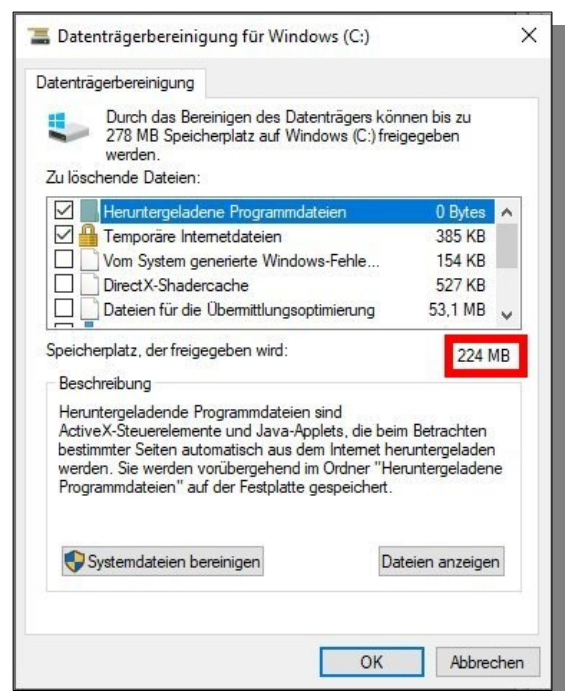 Datenträgerbereinigung für Windows (C:)
Datenträgerbereinigung
Durch das Bereinigen des Datenträgers können bis zu
278 MB Speicherplatz auf Windows (C:) freigegeben
werden.
Zu löschende Dateien:
Heruntergeladene Programmdateien 0 Bytes
Temporäre Internetdateien 385 KB
Vom System generierte Windows-Fehle... 154 KB
DirectX-Shadercache 527 KB
Dateien für die Übermittlungsoptimierung 53,1 MB
Speicherplatz, der freigegeben wird: 224 MB
Beschreibung
Heruntergeladende Programmdateien sind
ActiveX-Steuerelemente und Java-Applets, die beim Betrachten
bestimmter Seiten automatisch aus dem Internet heruntergeladen
werden. Sie werden vorübergehend im Ordner "Heruntergeladene
Programmdateien" auf der Festplatte gespeichert.
Systemdateien bereinigen Dateien anzeigen
OK Abbrechen